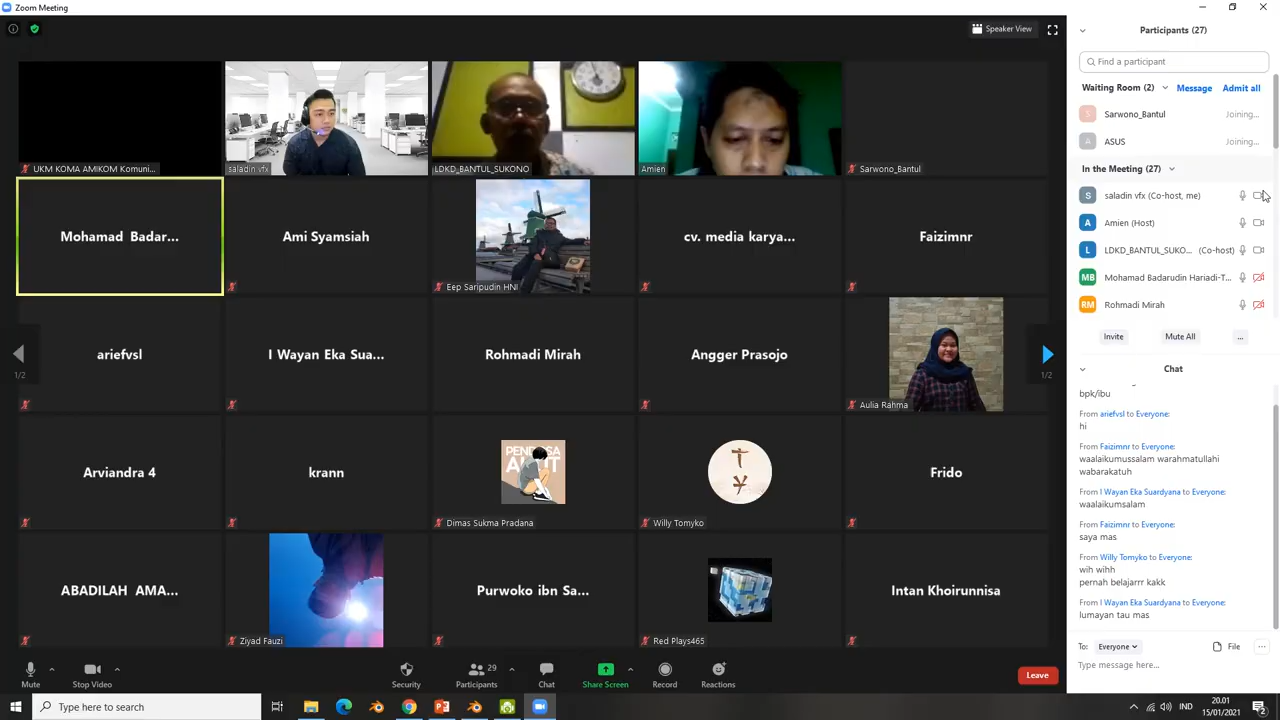 Zoom Meeting
Speaker View
UKM KOMA AMIKOM Komuni...
saladin vfx
LDKD_BANTUL_SUKONO
Amien
Sarwono_Bantul
Mohamad Badar...
Ami Syamsiah
Eep Saripudin HNI
cv. media karya...
Faizimnr
1/2
ariefvsl
I Wayan Eka Sua...
Rohmadi Mirah
Angger Prasojo
Aulia Rahma
1/2
Arviandra 4
krann
Dimas Sukma Pradana
T
Willy Tomyko
Frido
ABADILAH AMA...
Ziyad Fauzi
Purwoko ibn Sa...
Red Plays465
Intan Khoirunnisa
Participants (27)
Find a participant
Waiting Room (2) Message Admit all
S Sarwono_Bantul Joining...
A ASUS Joining...
In the Meeting (27)
S saladin vfx (Co-host, me)
A Amien (Host)
L LDKD_BANTUL_SUKO... (Co-host)
MB Mohamad Badarudin Hariadi-T...
RM Rohmadi Mirah
Invite Mute All ...
Chat
bpk/ibu
From ariefvsl to Everyone:
hi
From Faizimnr to Everyone:
waalaikumussalam warahmatullahi
wabarakatuh
From I Wayan Eka Suardyana to Everyone:
waalaikumsalam
From Faizimnr to Everyone:
saya mas
From Willy Tomyko to Everyone:
wih wihh
pernah belajarrr kakk
From I Wayan Eka Suardyana to Everyone:
lumayan tau mas
To: Everyone File ...
Type message here...
Mute
Stop Video
Security
29
Participants
Chat
Share Screen
Record
Reactions
Leave
Type here to search
IND
20.01
15/01/2021
2